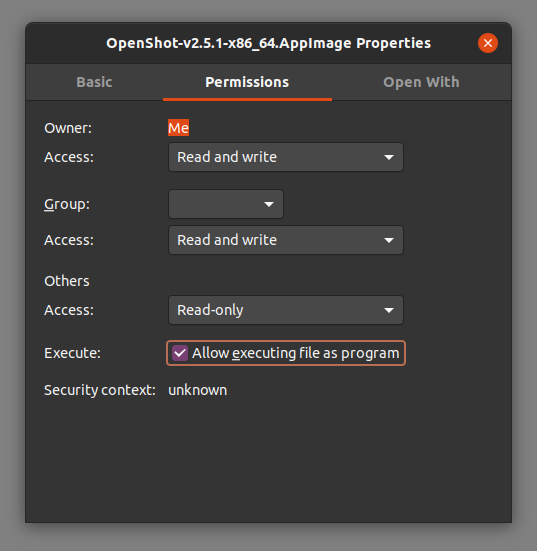 OpenShot-v2.5.1-x86_64.AppImage Properties
Basic Permissions Open With
Owner: Me
Access: Read and write
Group:
Access: Read and write
Others
Access: Read-only
Execute: Allow executing file as program
Security context: unknown